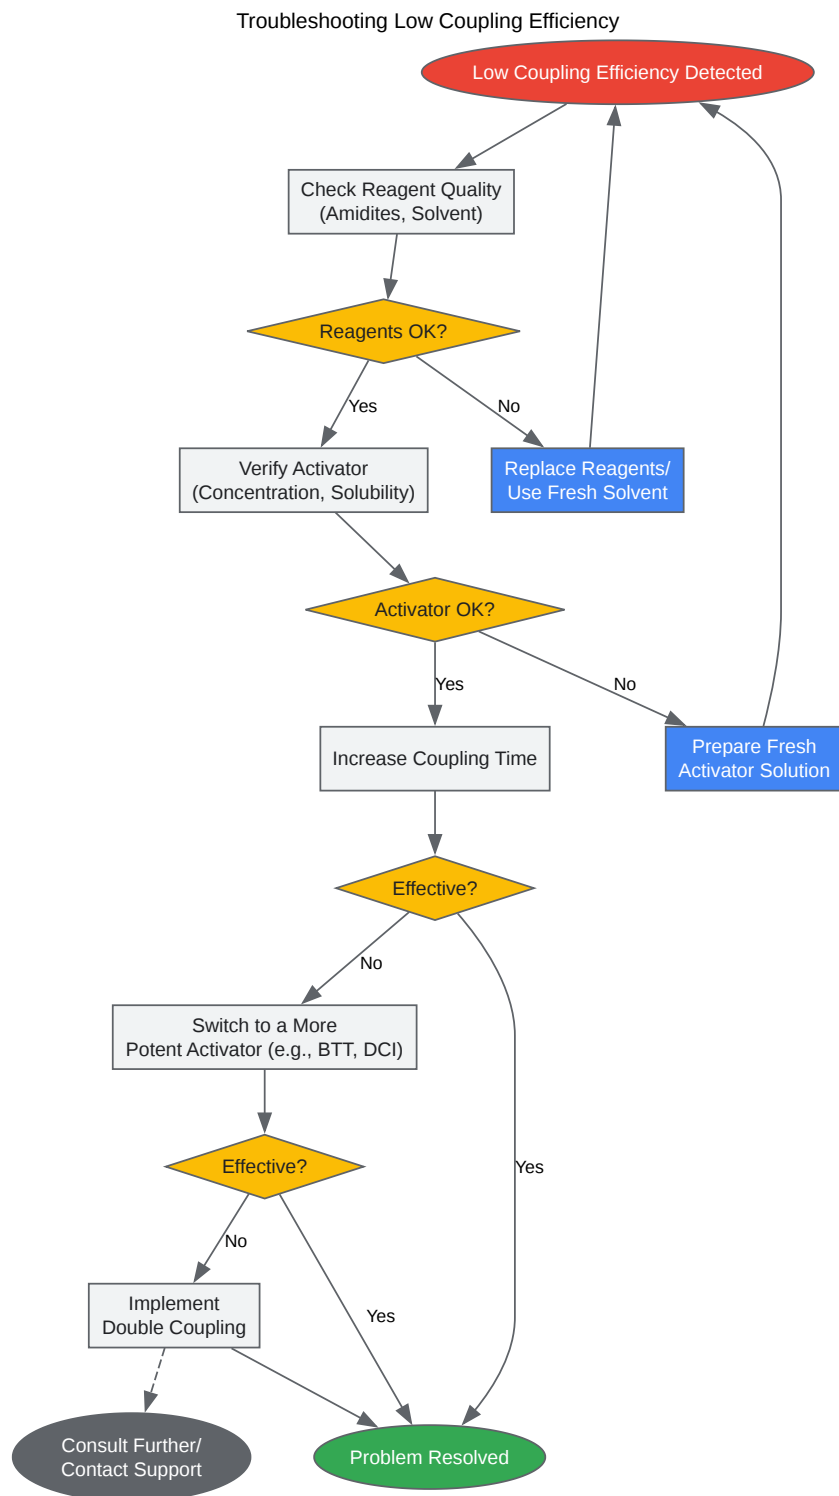 Troubleshooting Low Coupling Efficiency
Low Coupling Efficiency Detected
Check Reagent Quality
(Amidites, Solvent)
Reagents OK?
Yes
No
Verify Activator
(Concentration, Solubility)
Replace Reagents/
Use Fresh Solvent
Activator OK?
Yes
No
Increase Coupling Time
Prepare Fresh
Activator Solution
Effective?
No
Switch to a More
Potent Activator (e.g., BTT, DCI)
Effective?
Yes
No
Implement
Double Coupling
Yes
Consult Further/
Contact Support
Problem Resolved